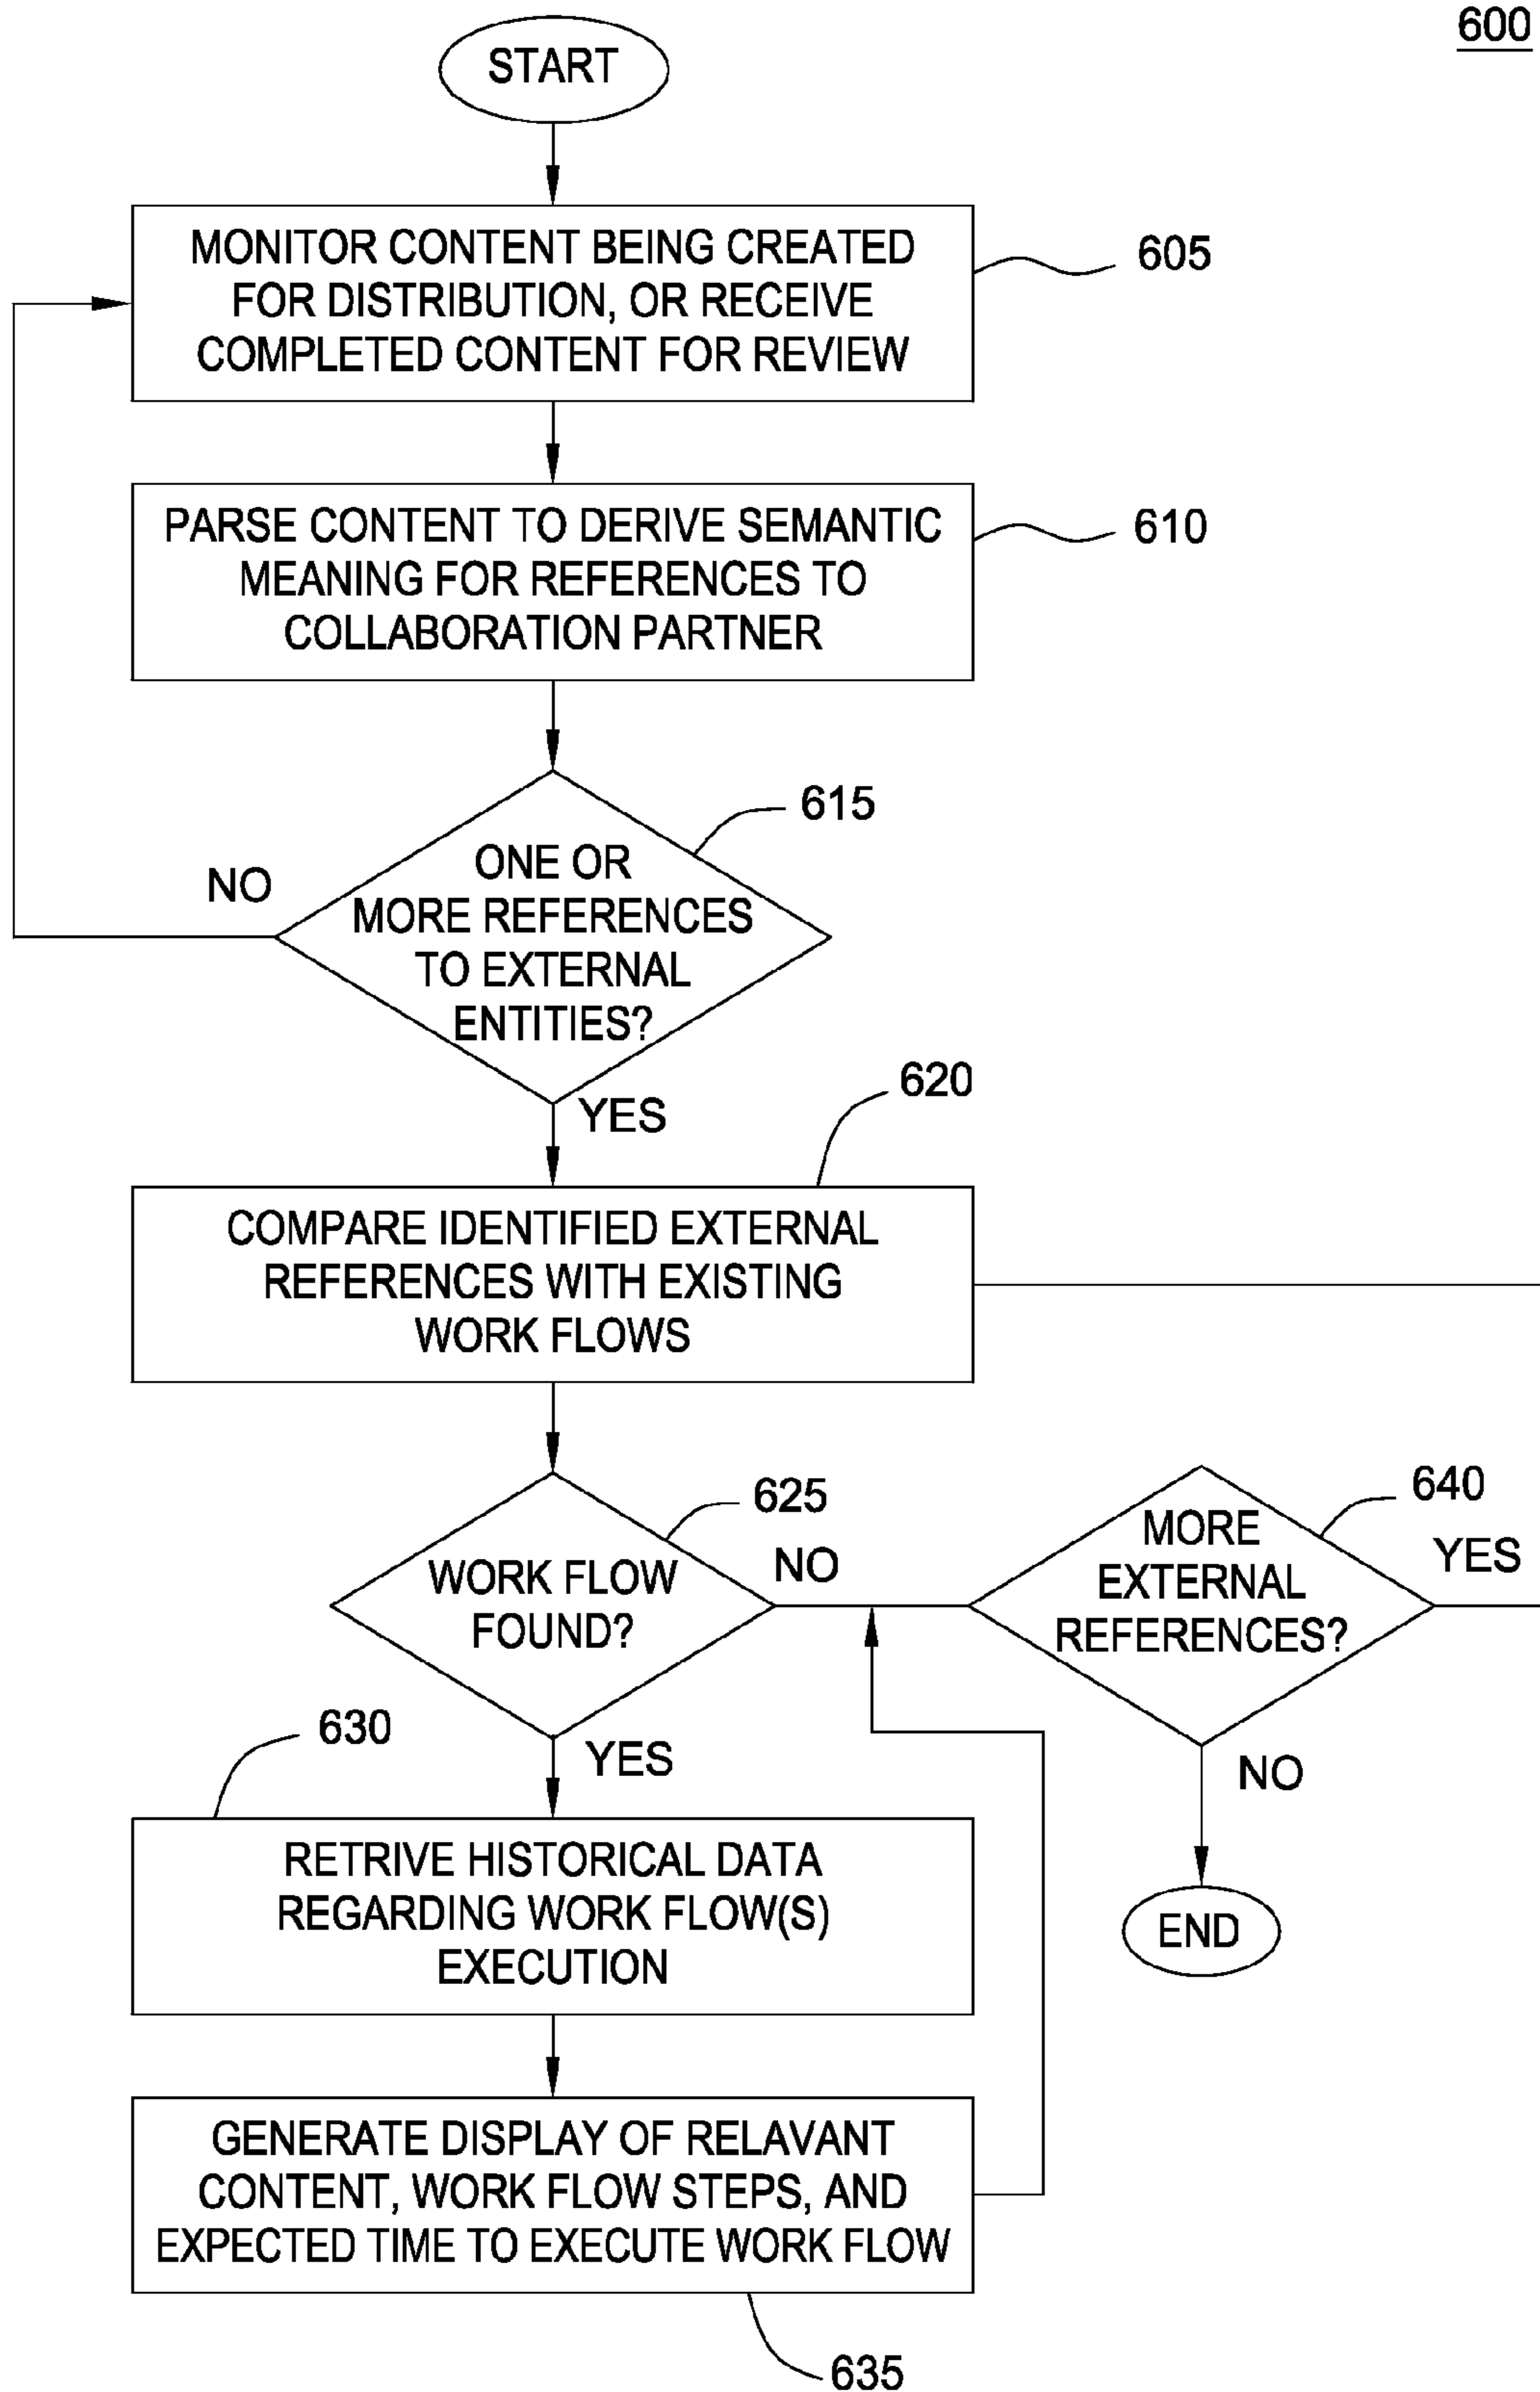 600
START
MONITOR CONTENT BEING CREATED
FOR DISTRIBUTION, OR RECEIVE
COMPLETED CONTENT FOR REVIEW
605
PARSE CONTENT TO DERIVE SEMANTIC
MEANING FOR REFERENCES TO
COLLABORATION PARTNER
610
615
ONE OR
MORE REFERENCES
TO EXTERNAL
ENTITIES?
NO
YES
620
COMPARE IDENTIFIED EXTERNAL
REFERENCES WITH EXISTING
WORK FLOWS
625
WORK FLOW
FOUND?
NO
YES
640
MORE
EXTERNAL
REFERENCES?
YES
NO
END
630
RETRIVE HISTORICAL DATA
REGARDING WORK FLOW(S)
EXECUTION
GENERATE DISPLAY OF RELAVANT
CONTENT, WORK FLOW STEPS, AND
EXPECTED TIME TO EXECUTE WORK FLOW
635